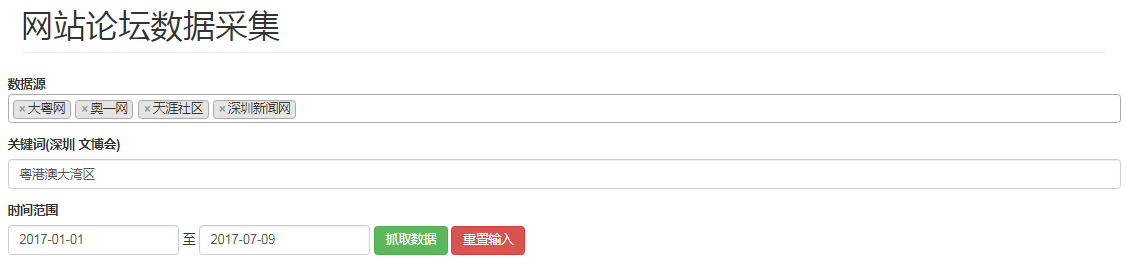 网站论坛数据采集
数据源
×大粤网 ×奥一网 ×天涯社区 ×深圳新闻网
关键词(深圳 文博会)
粤港澳大湾区
时间范围
2017-01-01 至 2017-07-09 抓取数据 重置输入